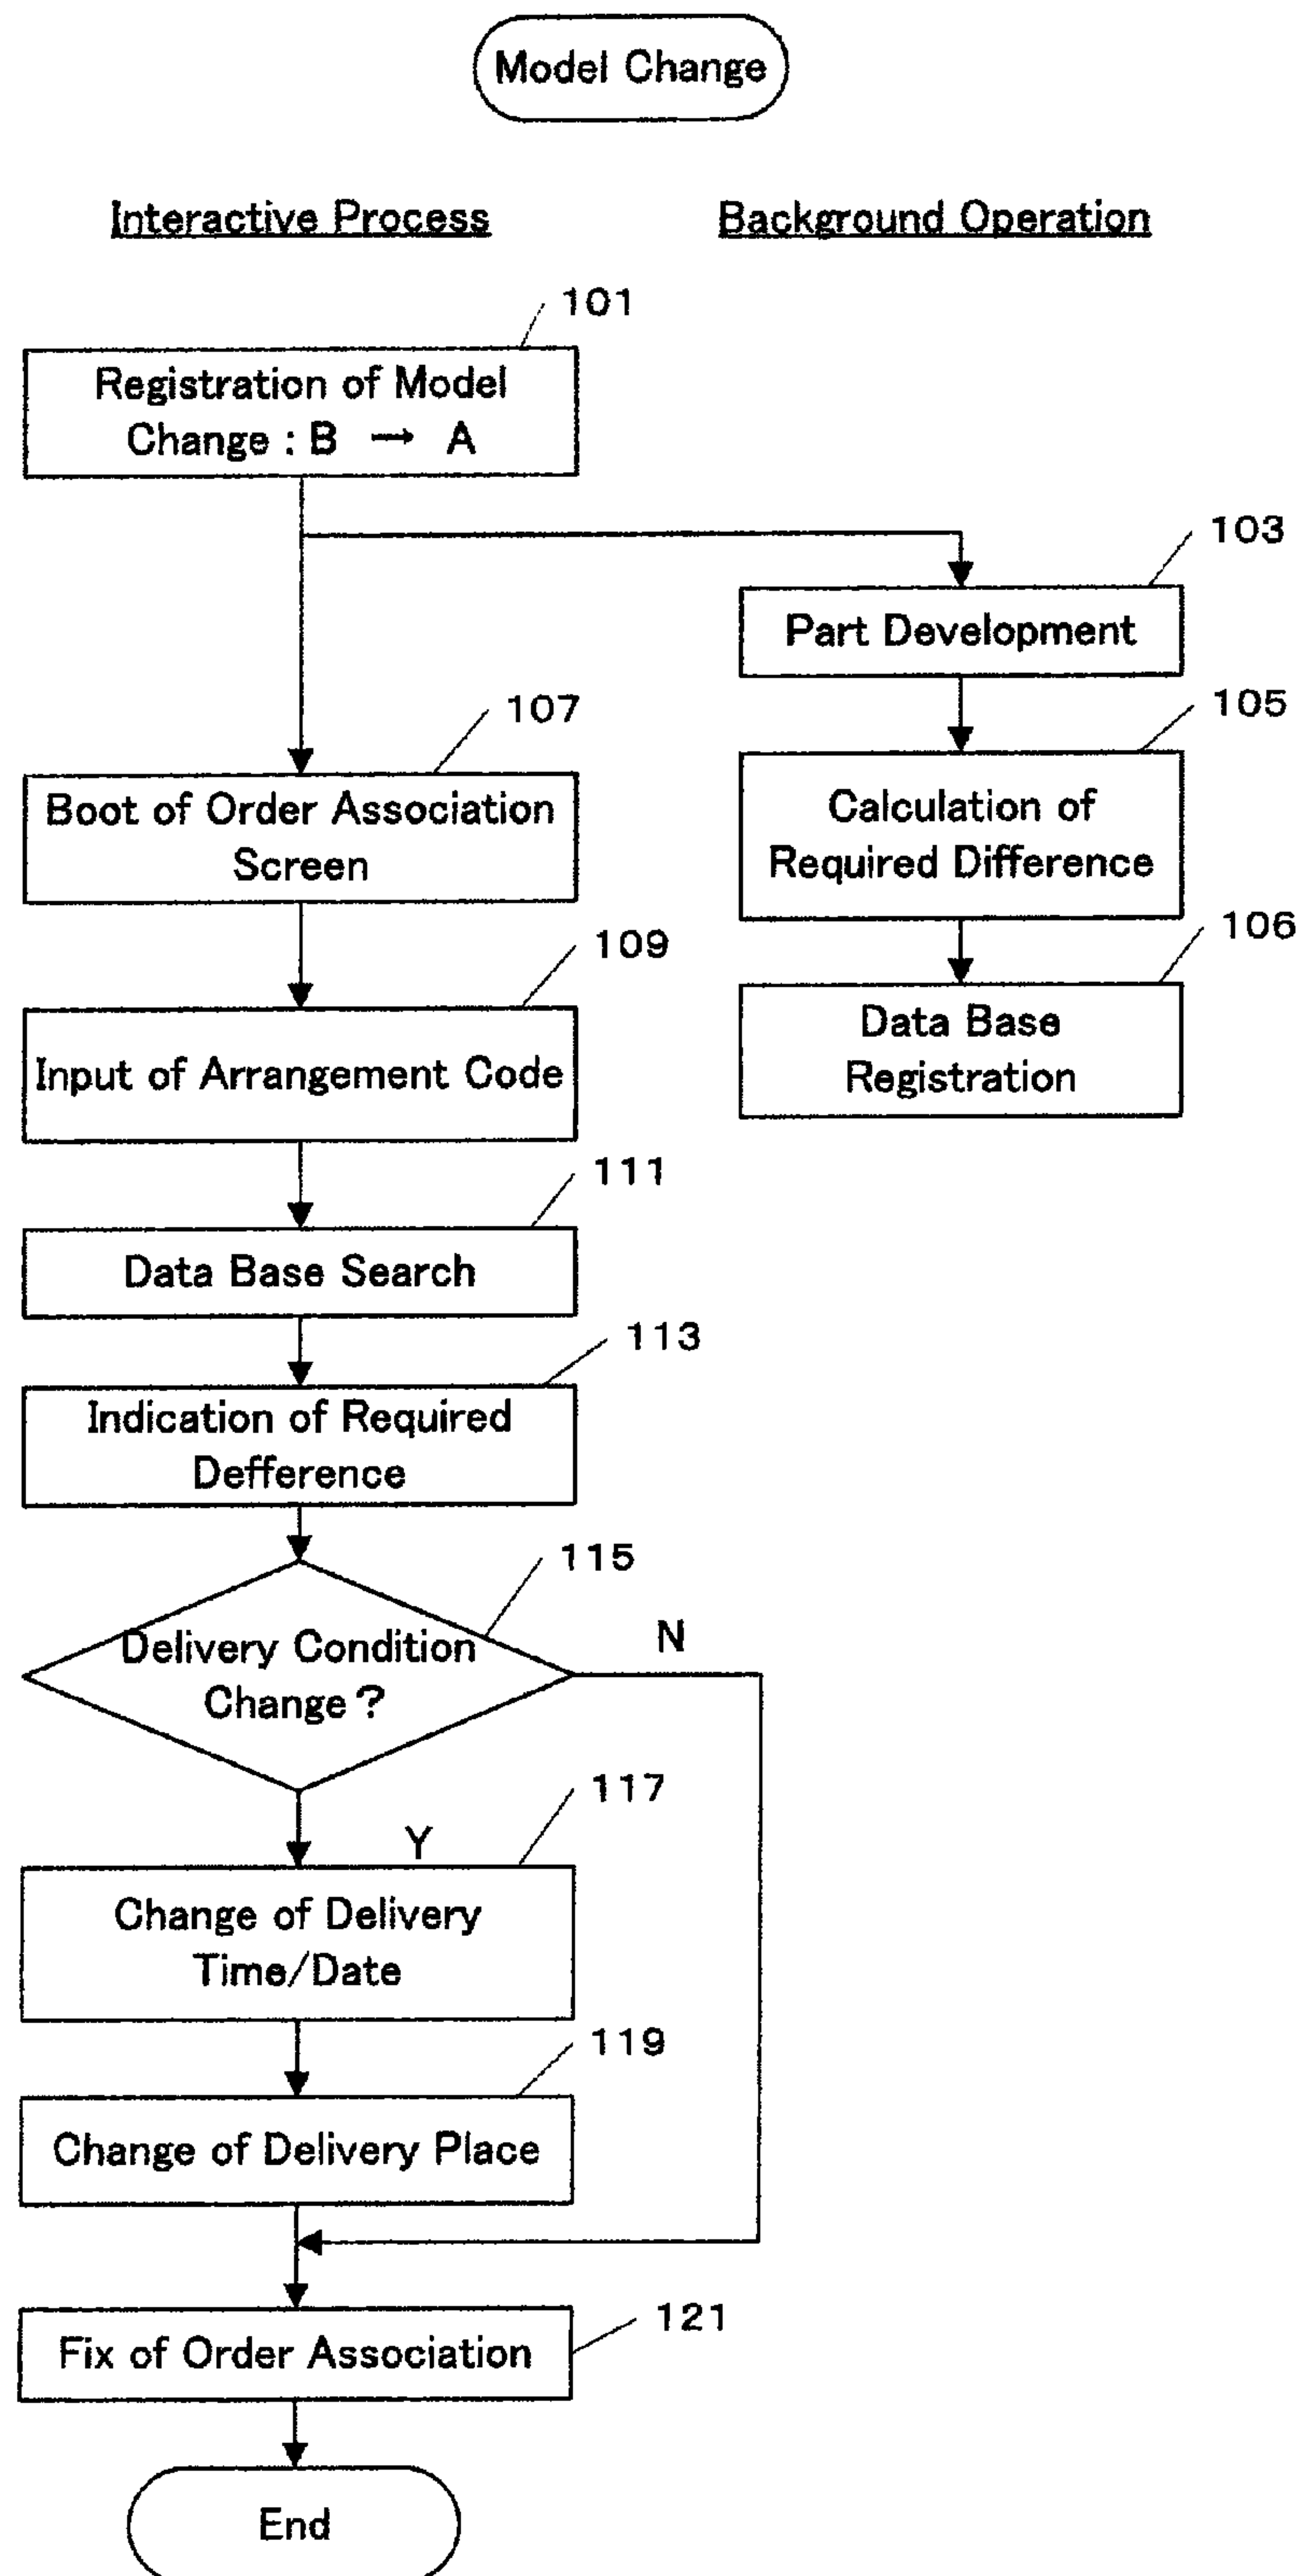 Model Change
Interactive Process
Background Operation
101
Registration of Model
Change : B → A
103
Part Development
107
105
Boot of Order Association
Screen
Calculation of
Required Difference
109
106
Input of Arrangement Code
Data Base
Registration
111
Data Base Search
113
Indication of Required
Defference
115
Delivery Condition
Change ?
N
117
Y
Change of Delivery
Time/Date
119
Change of Delivery Place
121
Fix of Order Association
End